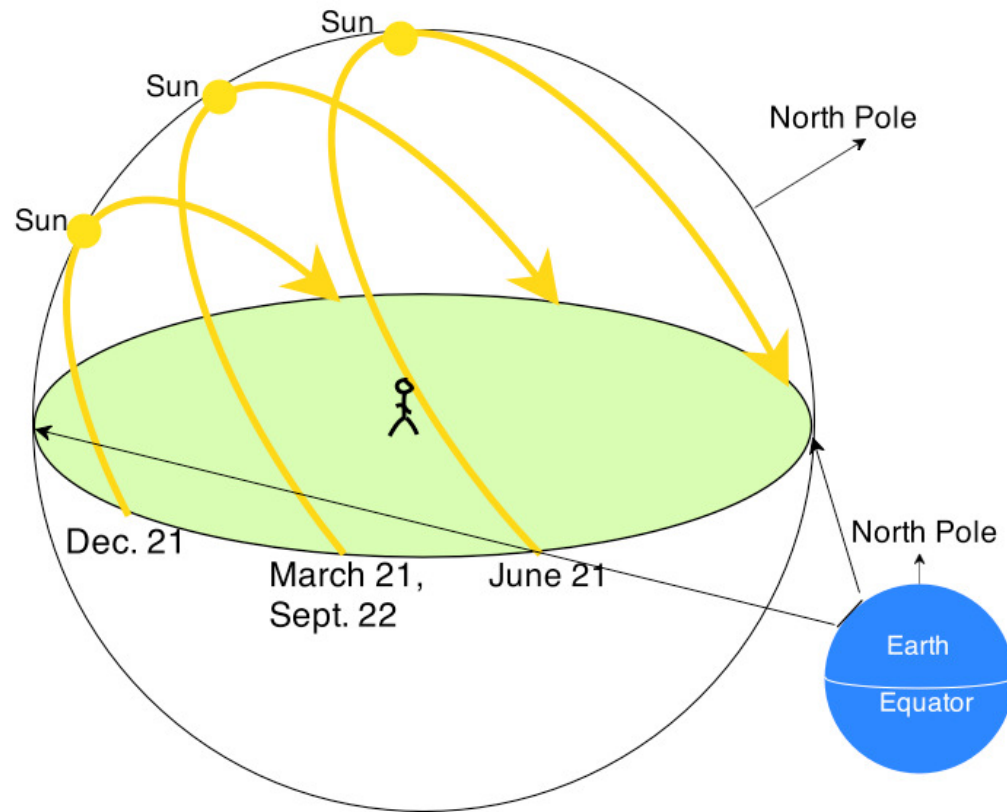 Sun
Sun
Sun
North Pole
Dec. 21
March 21,
Sept. 22
June 21
North Pole
Earth
Equator